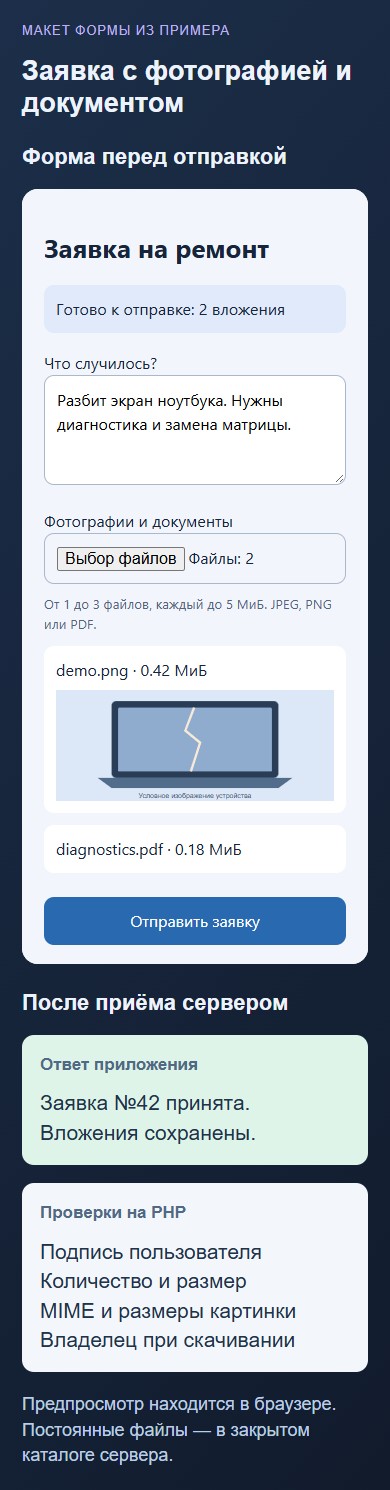 МАКЕТ ФОРМЫ ИЗ ПРИМЕРА
Заявка с фотографией и
документом
Форма перед отправкой
Заявка на ремонт
Готово к отправке: 2 вложения
Что случилось?
Разбит экран ноутбука. Нужны
диагностика и замена матрицы.
Фотографии и документы
Выбор файлов Файлы: 2
От 1 до 3 файлов, каждый до 5 МиБ. JPEG, PNG
или PDF.
demo.png · 0.42 МиБ
Условное изображение устройства
diagnostics.pdf · 0.18 МиБ
Отправить заявку
После приёма сервером
Ответ приложения
Заявка №42 принята.
Вложения сохранены.
Проверки на PHP
Подпись пользователя
Количество и размер
MIME и размеры картинки
Владелец при скачивании
Предпросмотр находится в браузере.
Постоянные файлы — в закрытом
каталоге сервера.